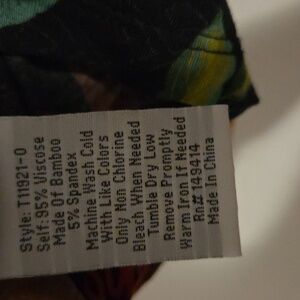 Style: T11921-0
Self: 95% Viscose
Made Of Bamboo
5% Spandex
Machine Wash Cold
With Like Colors
Only Non Chlorine
Bleach When Needed
Tumble Dry Low
Remove Promptly
Warm Iron If Needed
Rn# 149414
Made In China